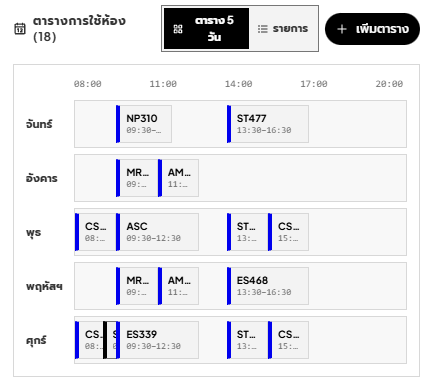 ตารางการใช้ห้อง
(18)
ตาราง 5
วัน
รายการ
+ เพิ่มตาราง
08:00 11:00 14:00 17:00 20:00
จันทร์
NP310
09:30-…
ST477
13:30-16:30
อังคาร
MR…
09:…
AM…
11:…
พุธ
CS…
08:…
ASC
09:30-12:30
ST…
13:…
CS…
15:…
พฤหัสฯ
MR…
09:…
AM…
11:…
ES468
13:30-16:30
ศุกร์
CS…
08:…
S
ES339
09:30-12:30
ST…
13:…
CS…
15:…